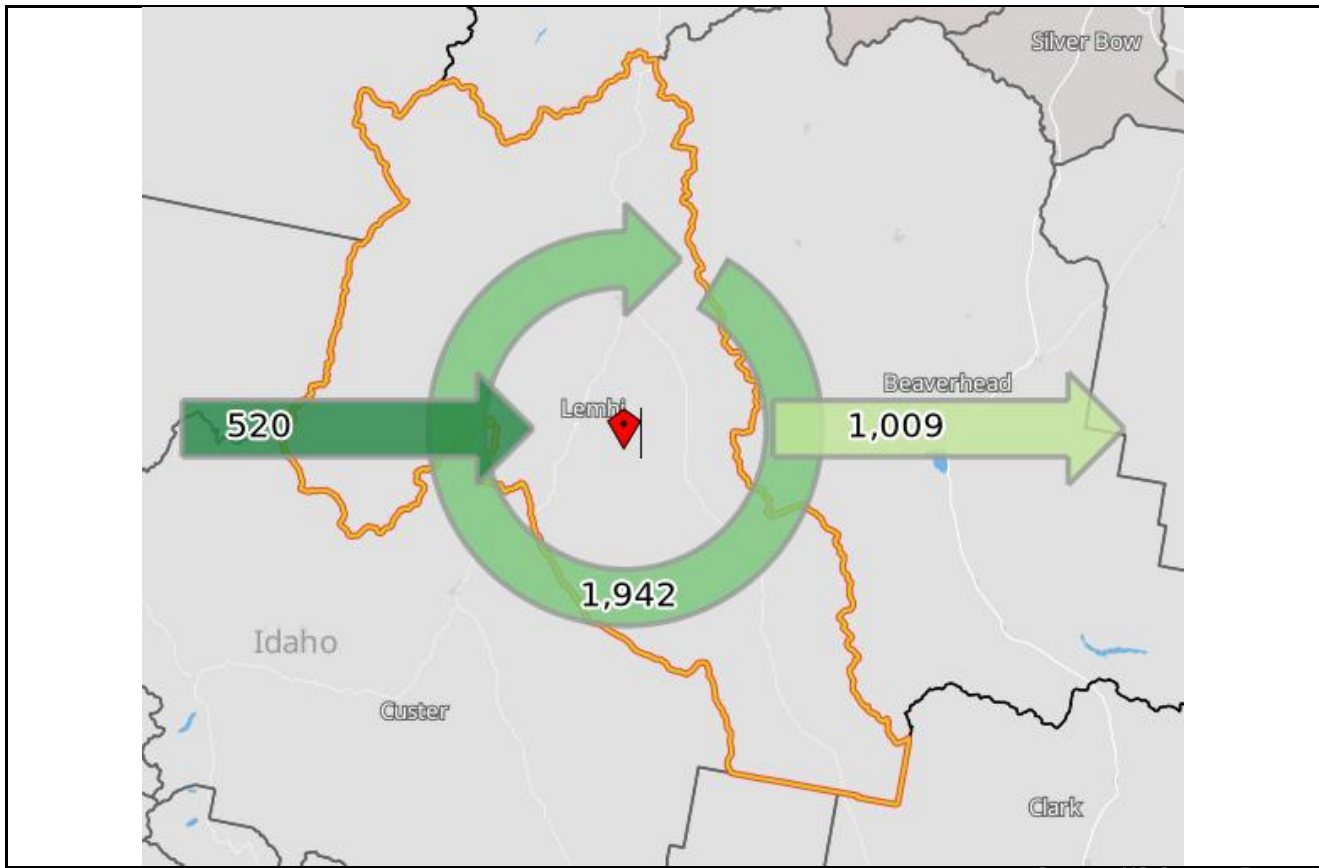 Silver Bow
Beaverhead
Lemhi
520
1,009
1,942
Idaho
Custer
Clark